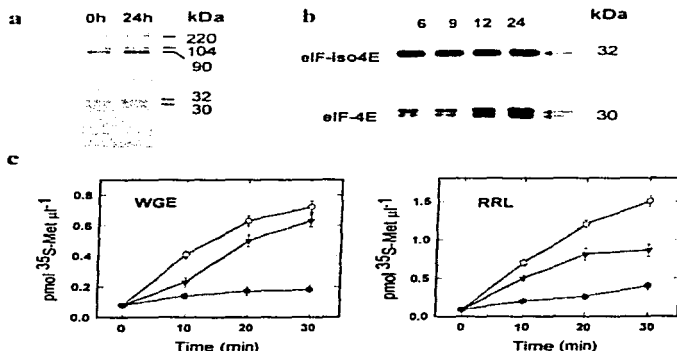 a
0h 24h kDa
220
104
90
32
30
b
6 9 12 24 kDa
eIF-iso4E 32
eIF-4E 30
c
WGE
pmol ³⁵S-Met µl⁻¹
0.8
0.6
0.4
0.2
0.0
0 10 20 30
Time (min)
RRL
pmol ³⁵S-Met µl⁻¹
1.5
1.0
0.5
0.0
0 10 20 30
Time (min)